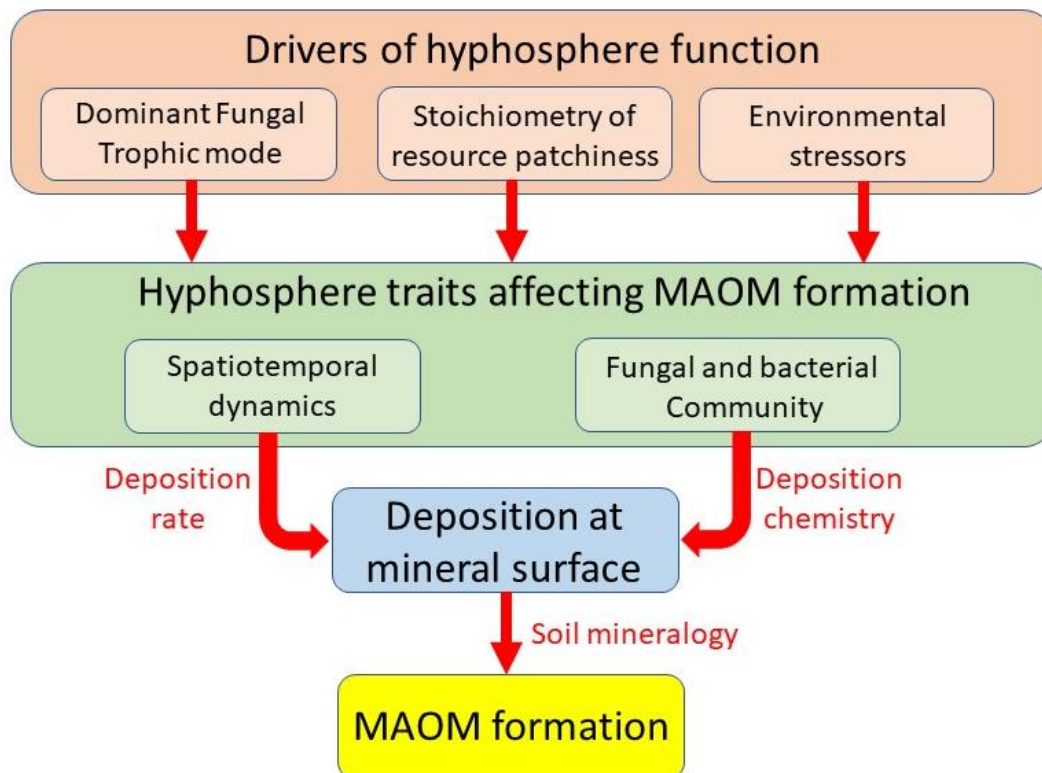 Drivers of hyphosphere function
Dominant Fungal
Trophic mode
Stoichiometry of
resource patchiness
Environmental
stressors
Hyphosphere traits affecting MAOM formation
Spatiotemporal
dynamics
Fungal and bacterial
Community
Deposition
rate
Deposition
chemistry
Deposition at
mineral surface
Soil mineralogy
MAOM formation